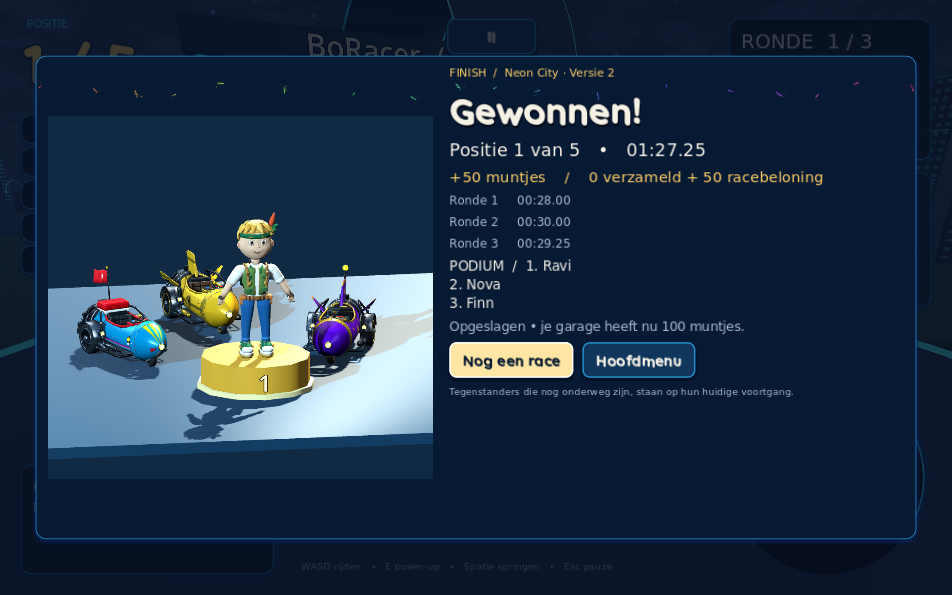 POSITIE
1 / 5
BoRacer /
RONDE 1 / 3
FINISH / Neon City · Versie 2
Gewonnen!
Positie 1 van 5 • 01:27.25
+50 muntjes / 0 verzameld + 50 racebeloning
Ronde 1 00:28.00
Ronde 2 00:30.00
Ronde 3 00:29.25
PODIUM / 1. Ravi
2. Nova
3. Finn
Opgeslagen • je garage heeft nu 100 muntjes.
Nog een race
Hoofdmenu
Tegenstanders die nog onderweg zijn, staan op hun huidige voortgang.
1
WASD rijden • E power-up • Spatie springen • Esc pauze